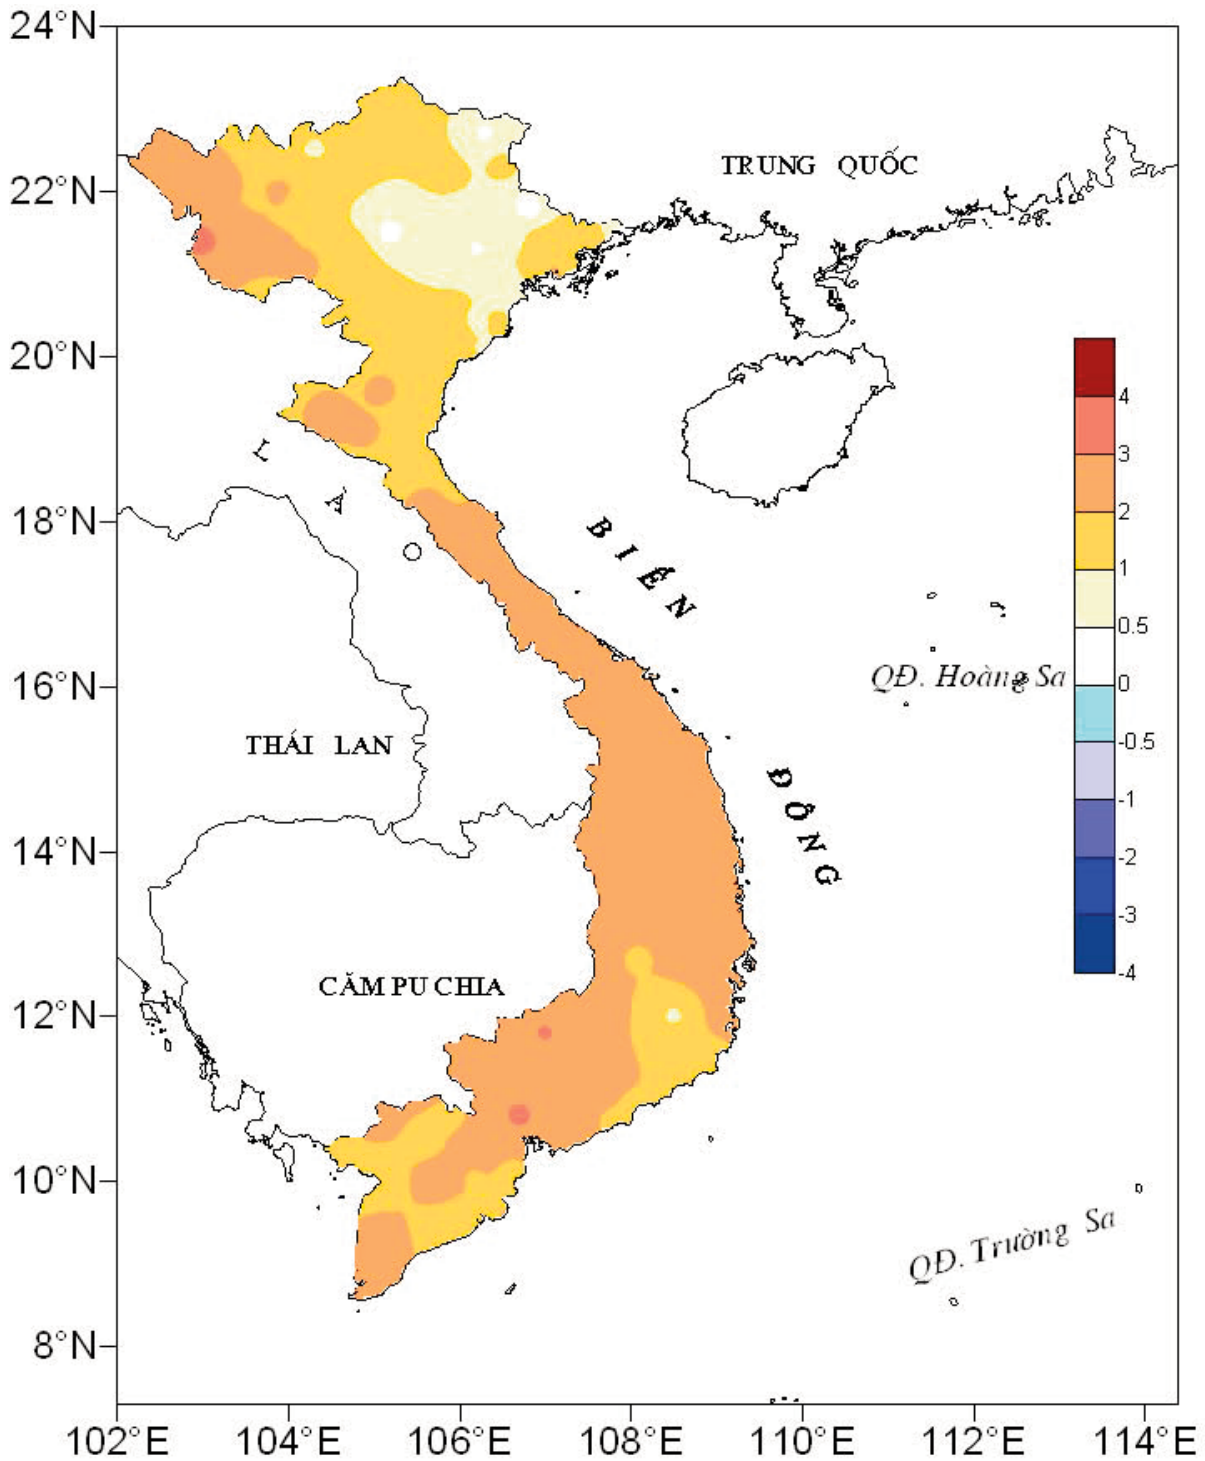 24°N
TRUNG QUỐC
22°N
20°N
4
3
L
A
2
18°N
O
BIỂN
1
0.5
16°N
QĐ. Hoàng Sa
0
THÁI LAN
-0.5
ĐÔNG
-1
14°N
-2
-3
CĂM PU CHIA
-4
12°N
10°N
QĐ. Trường Sa
8°N
102°E 104°E 106°E 108°E 110°E 112°E 114°E